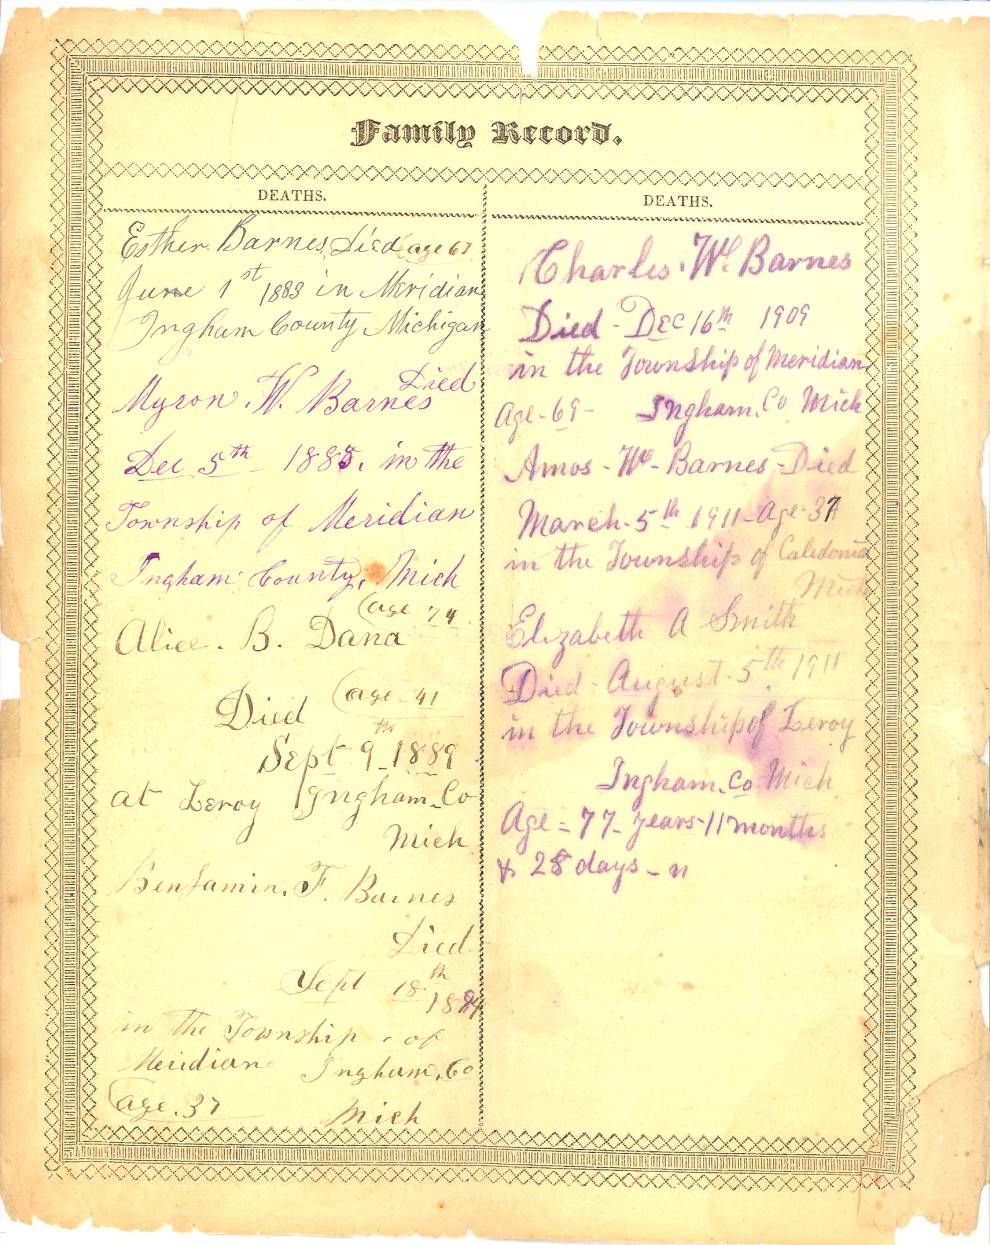 Family Record.
DEATHS.
Esther Barnes Died (age 67
June 1st 1883 in Meridian
Ingham County Michigan
Died
Myron . W. Barnes
Dec 5th 1883. in the
Township of Meridian
Ingham County, Mich
(age 74
Alice. B. Dana
Died (age - 41
Sept 9th 1889
at Leroy Ingham Co
Mich
Benjamin. F. Barnes
Died
Sept 18th
in the Township of
Meridian Ingham, Co
(age. 37 Mich
DEATHS.
Charles Wl Barnes
Died - Dec 16th 1909
in the Township of Meridian
Age - 69 - Ingham, Co Mich
Amos - W - Barnes - Died
March - 5th 1911 - Age - 37
in the Township of Caledonia
Mich
Elizabeth A Smith
Died - August - 5th 1911
in the Township of Leroy
Ingham, Co Mich
Age = 77 - years - 11 months
& 28 days -